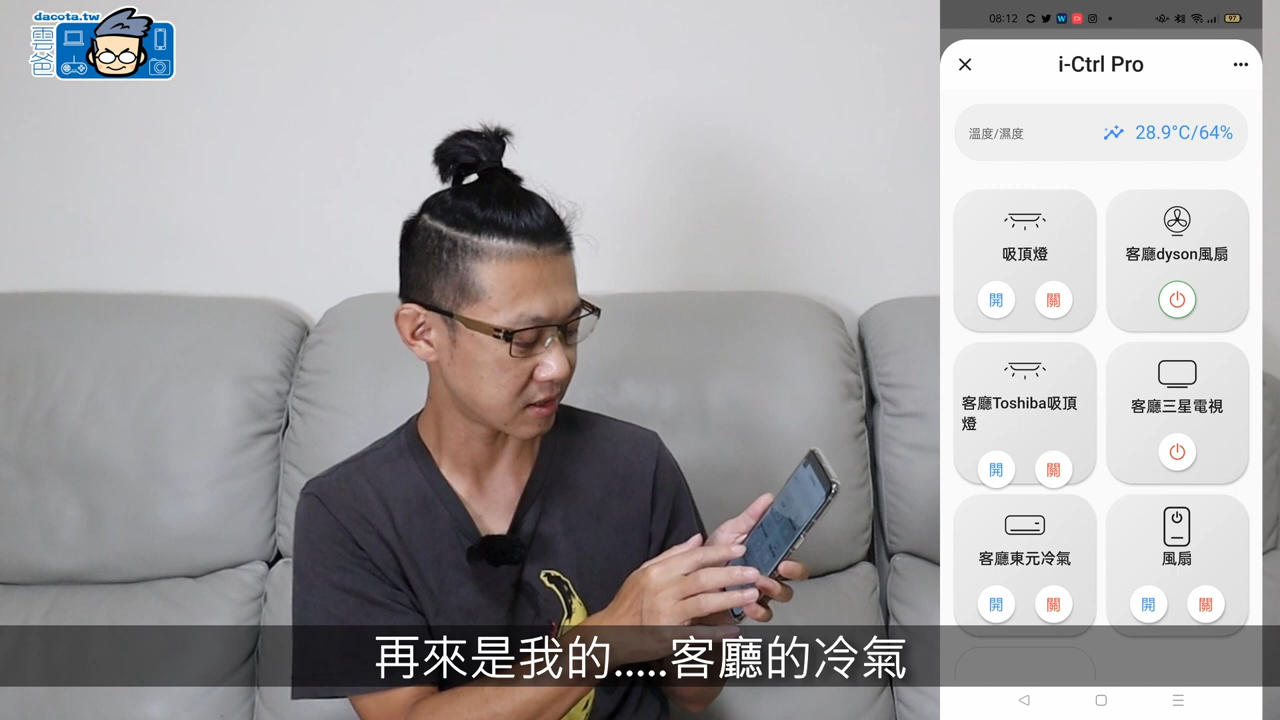 dacota.tw
雲爸
08:12
97
i-Ctrl Pro
溫度/濕度
28.9°C/64%
吸頂燈
開 關
客廳dyson風扇
客廳Toshiba吸頂
燈
開 關
客廳三星電視
客廳東元冷氣
開 關
風扇
開 關
再來是我的.....客廳的冷氣